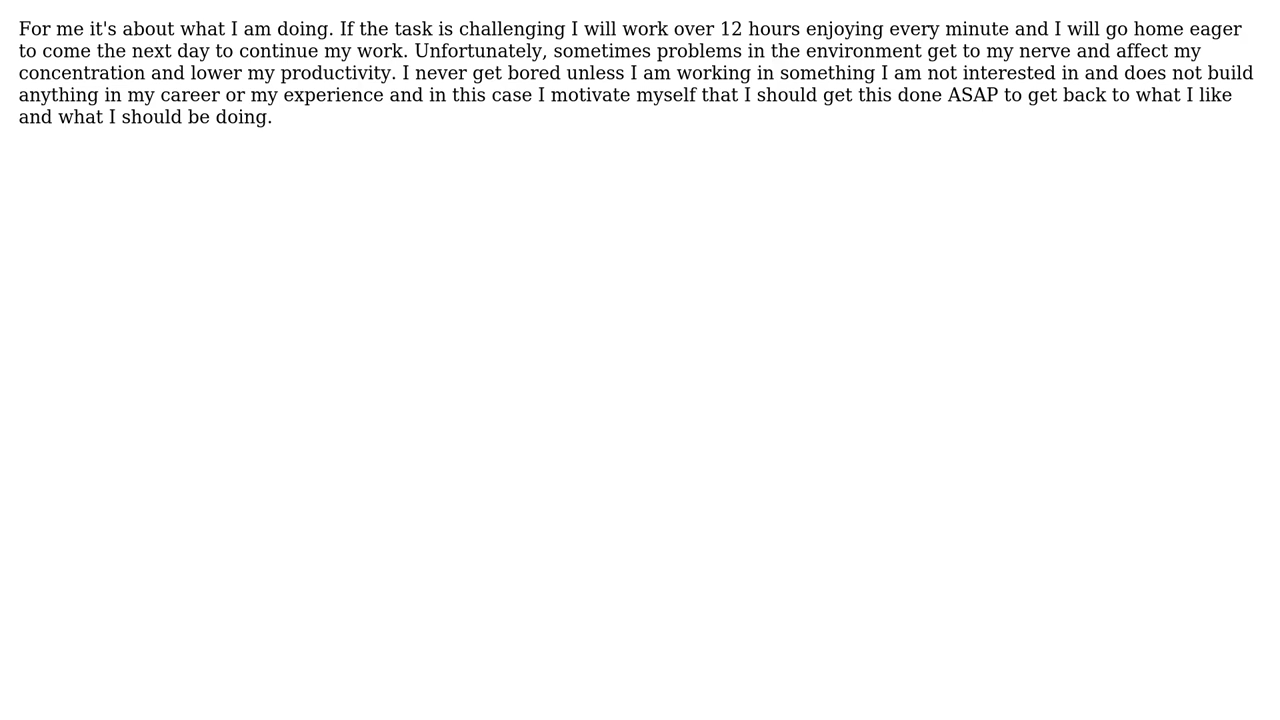 For me it's about what I am doing. If the task is challenging I will work over 12 hours enjoying every minute and I will go home eager
to come the next day to continue my work. Unfortunately, sometimes problems in the environment get to my nerve and affect my
concentration and lower my productivity. I never get bored unless I am working in something I am not interested in and does not build
anything in my career or my experience and in this case I motivate myself that I should get this done ASAP to get back to what I like
and what I should be doing.